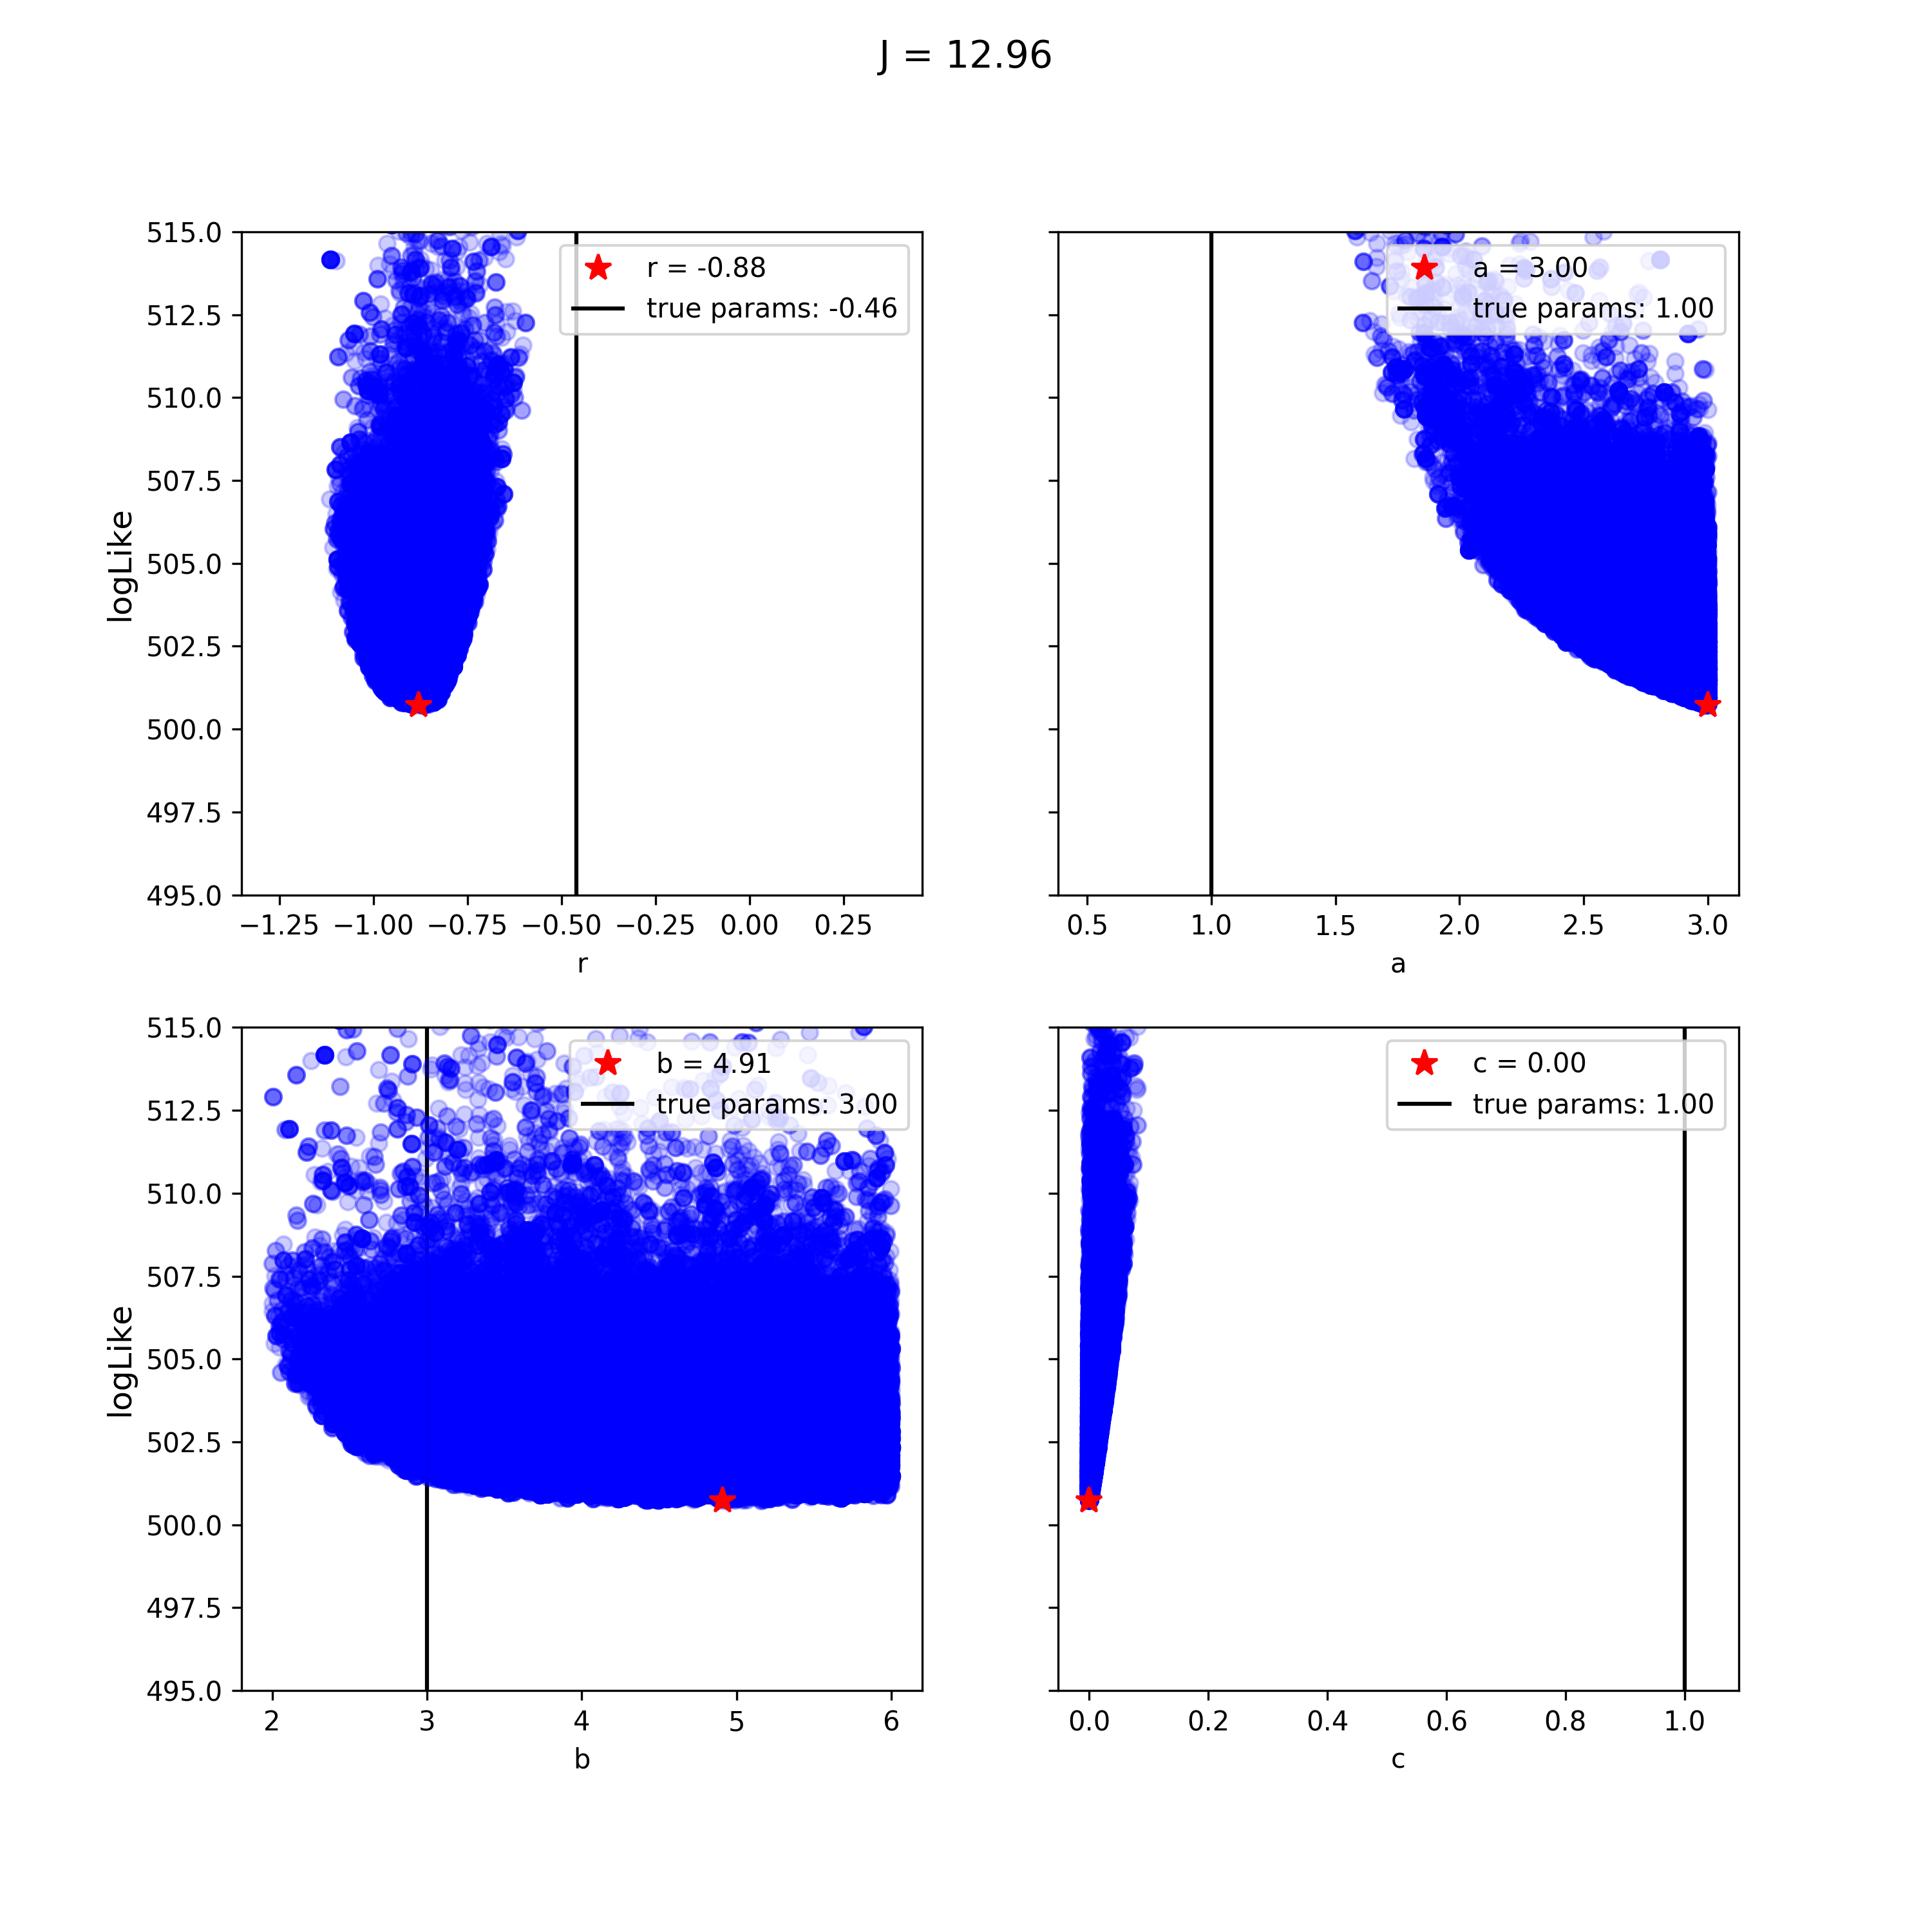 J = 12.96
515.0
512.5
510.0
507.5
505.0
502.5
500.0
497.5
495.0
logLike
r = -0.88
true params: -0.46
−1.25 −1.00 −0.75 −0.50 −0.25 0.00 0.25
r
a = 3.00
true params: 1.00
0.5 1.0 1.5 2.0 2.5 3.0
a
515.0
512.5
510.0
507.5
505.0
502.5
500.0
497.5
495.0
logLike
b = 4.91
true params: 3.00
2 3 4 5 6
b
c = 0.00
true params: 1.00
0.0 0.2 0.4 0.6 0.8 1.0
c